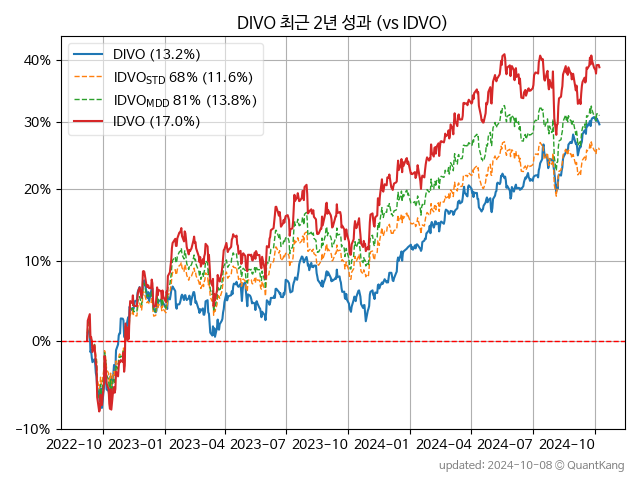 DIVO 최근 2년 성과 (vs IDVO)
DIVO (13.2%)
IDVO_STD 68% (11.6%)
IDVO_MDD 81% (13.8%)
IDVO (17.0%)
40%
30%
20%
10%
0%
-10%
2022-10 2023-01 2023-04 2023-07 2023-10 2024-01 2024-04 2024-07 2024-10
updated: 2024-10-08 © QuantKang